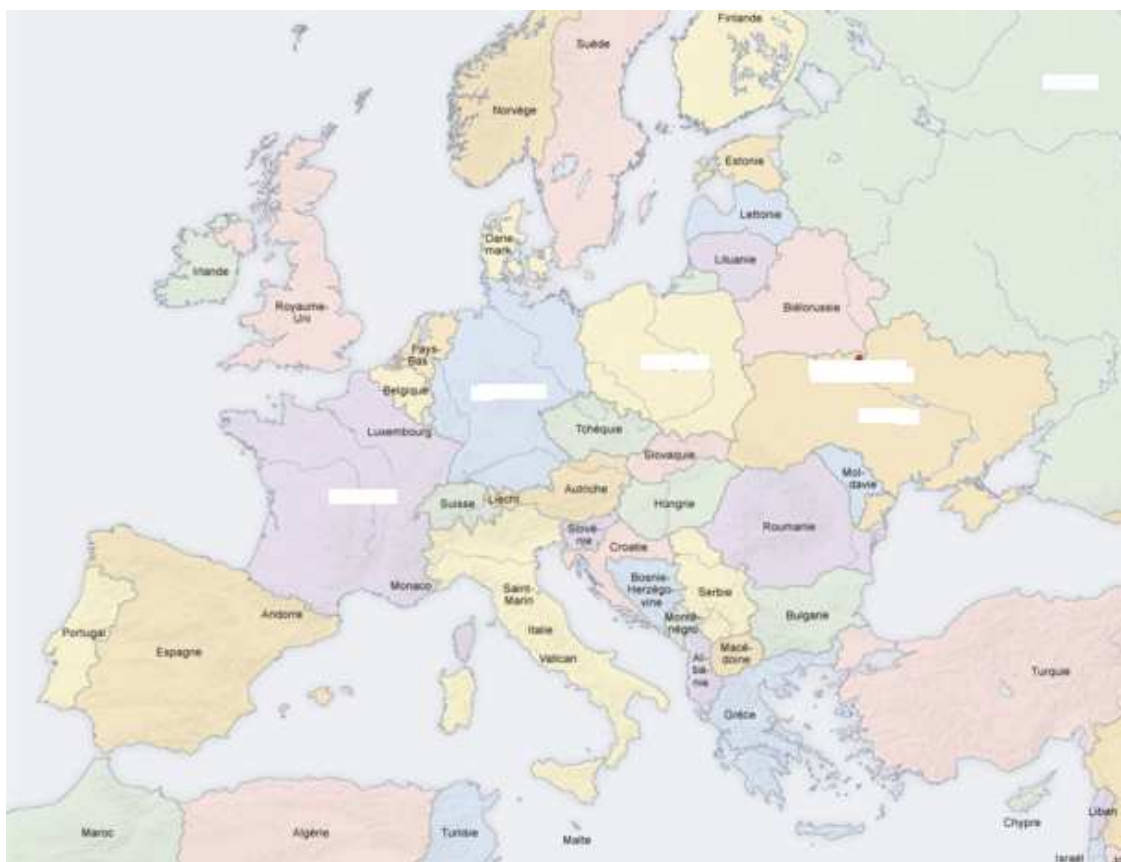 Finlande
Suède
Norvège
Estonie
Lettonie
Dane
mark
Lituanie
Irlande
Biélorussie
Royaume-
Uni
Pays-
Bas
Belgique
Luxembourg
Tchéquie
Slovaquie
Mol-
davie
Autriche
Suisse
Liecht
Hongrie
Roumanie
Slové-
nie
Croatie
Monaco
Saint-
Marin
Bosnie-
Herzégo-
vine
Serbie
Andorre
Bulgarie
Monté-
négro
Portugal
Italie
Espagne
Vatican
Macé-
doine
Al-
ba-
nie
Turquie
Grèce
Maroc
Algérie
Tunisie
Malte
Chypre
Liban
Israël